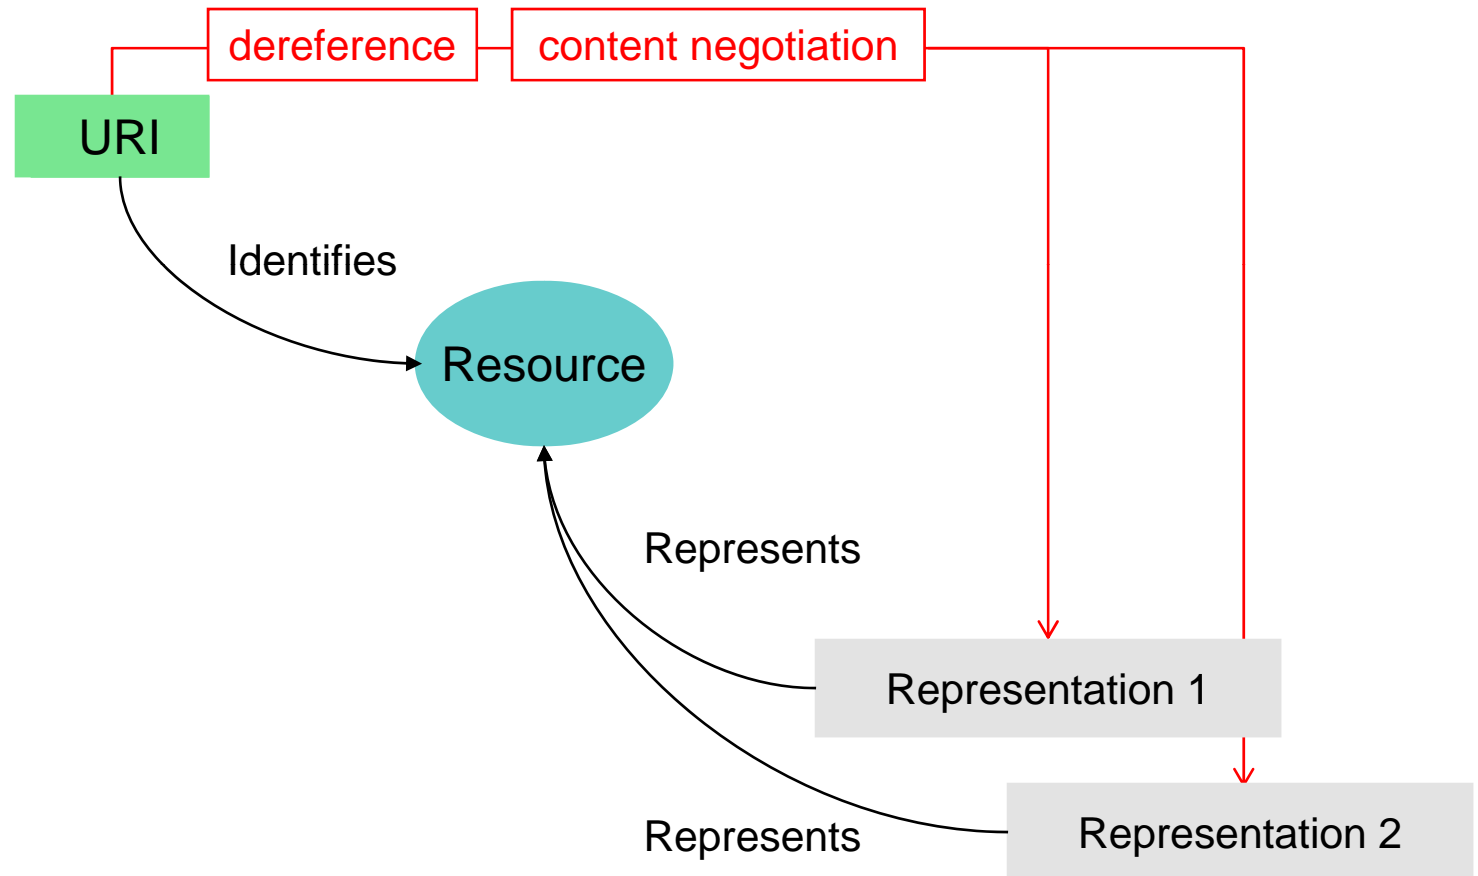 dereference
content negotiation
URI
Identifies
Resource
Represents
Representation 1
Represents
Representation 2